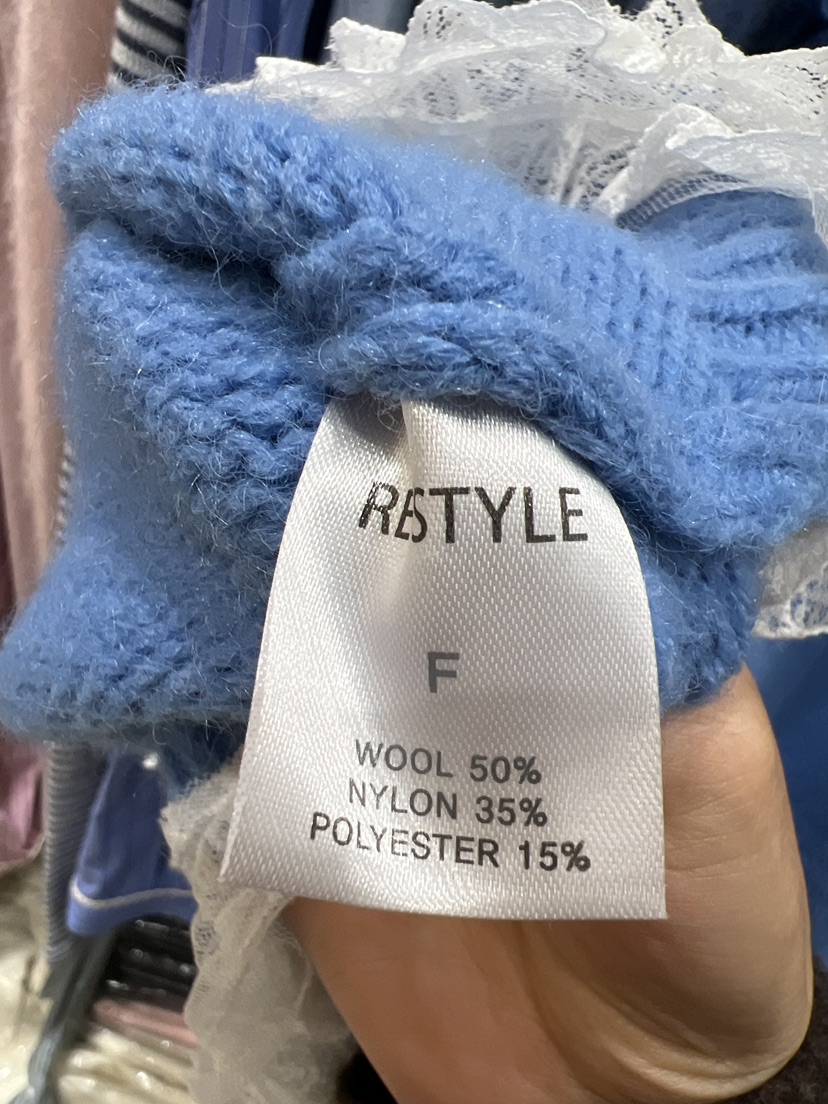 RESTYLE
F
WOOL 50%
NYLON 35%
POLYESTER 15%